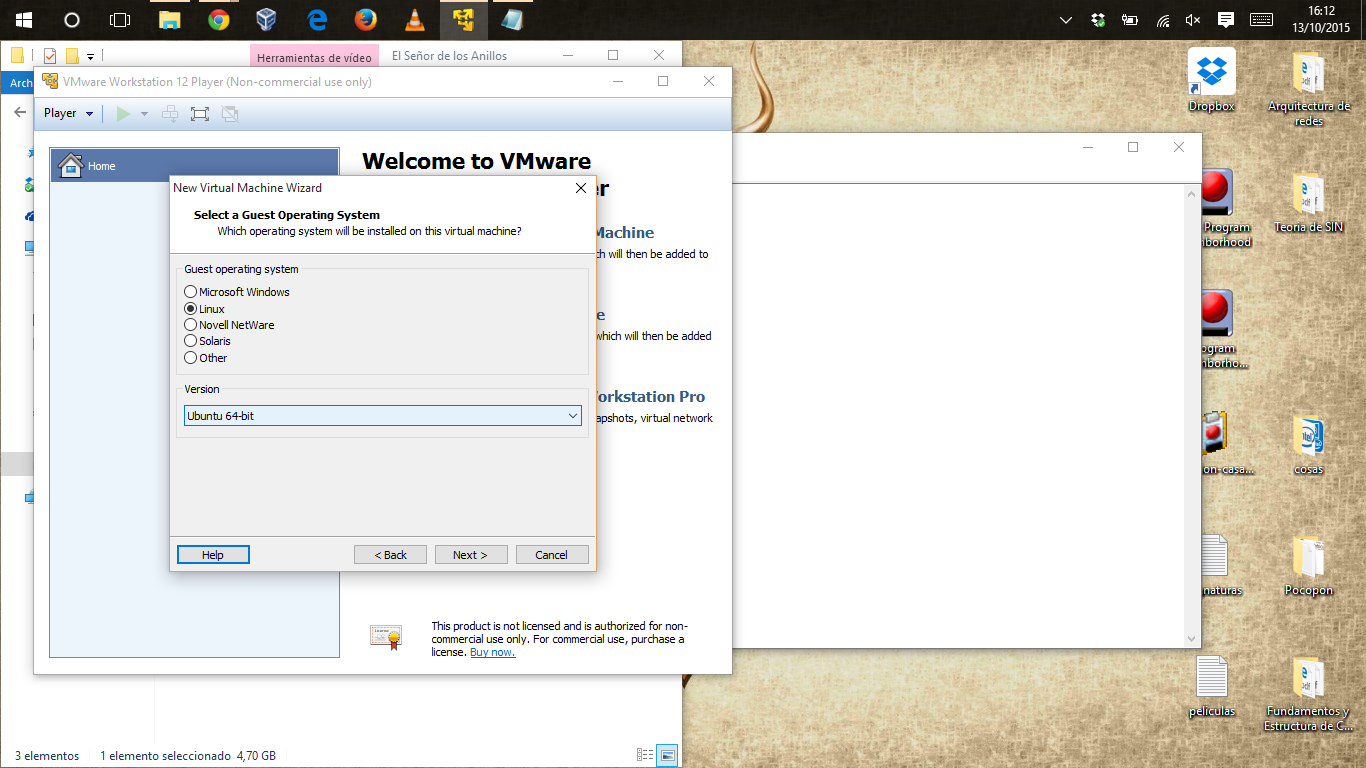 16:12
13/10/2015
Herramientas de vídeo
El Señor de los Anillos
Arch
VMware Workstation 12 Player (Non-commercial use only)
Player
Home
Welcome to VMware
er
Machine
ch will then be added to
e
which will then be added
orkstation Pro
apshots, virtual network
New Virtual Machine Wizard
Select a Guest Operating System
Which operating system will be installed on this virtual machine?
Guest operating system
Microsoft Windows
Linux
Novell NetWare
Solaris
Other
Version
Ubuntu 64-bit
Help
< Back
Next >
Cancel
This product is not licensed and is authorized for non-
commercial use only. For commercial use, purchase a
license. Buy now.
3 elementos
1 elemento seleccionado 4,70 GB
Dropbox
Arquitectura de
redes
Program
nborhood
Teoria de SIN
ogram
nborho...
on-casa...
cosas
naturas
Pocopon
peliculas
Fundamentos y
Estructura de C...